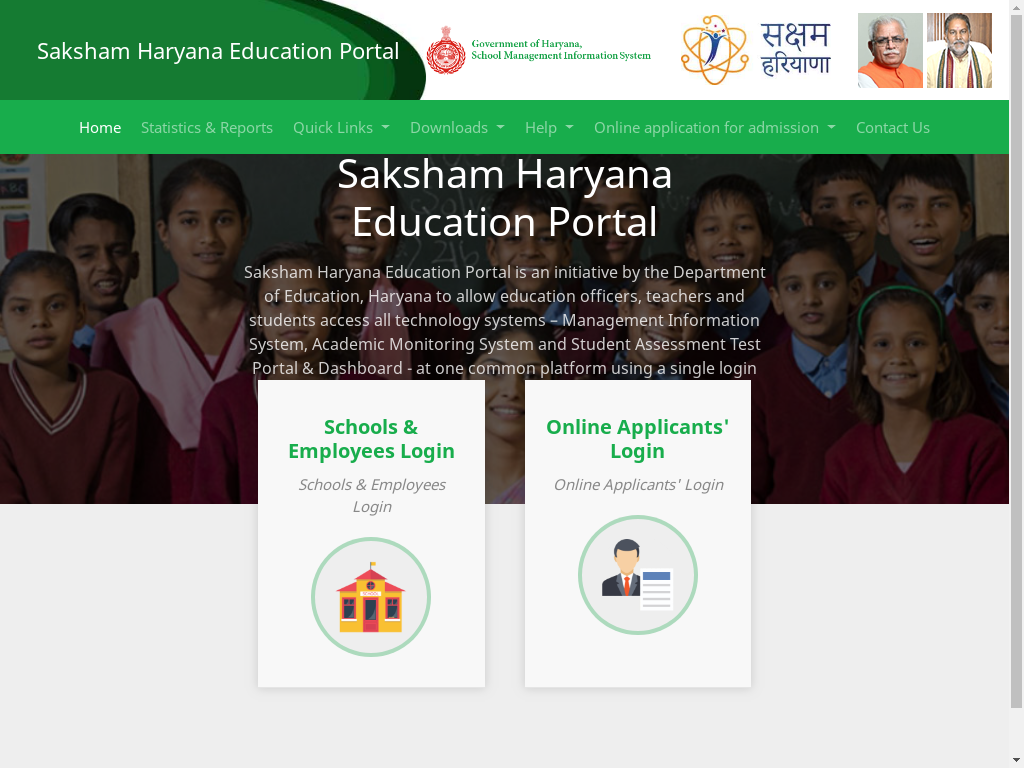 Saksham Haryana Education Portal
Government of Haryana,
School Management Information System
सक्षम
हरियाणा
Home Statistics & Reports Quick Links Downloads Help Online application for admission Contact Us
Saksham Haryana
Education Portal
Saksham Haryana Education Portal is an initiative by the Department
of Education, Haryana to allow education officers, teachers and
students access all technology systems – Management Information
System, Academic Monitoring System and Student Assessment Test
Portal & Dashboard - at one common platform using a single login
Schools &
Employees Login
Schools & Employees
Login
Online Applicants'
Login
Online Applicants' Login